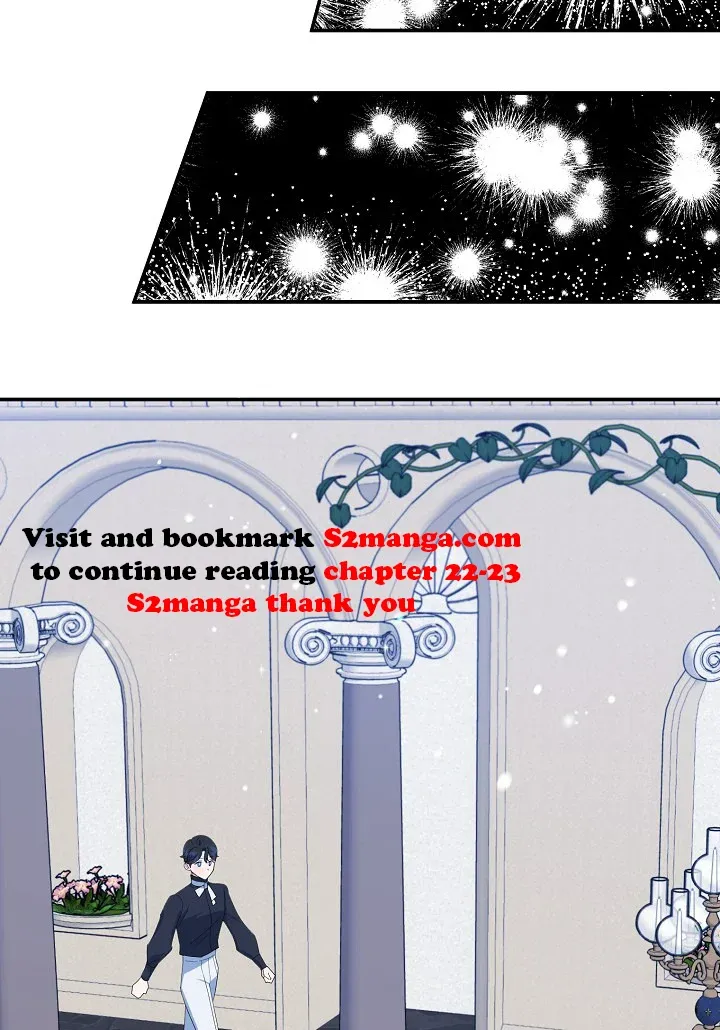 Visit and bookmark S2manga.com
to continue reading chapter 22-23
S2manga thank you